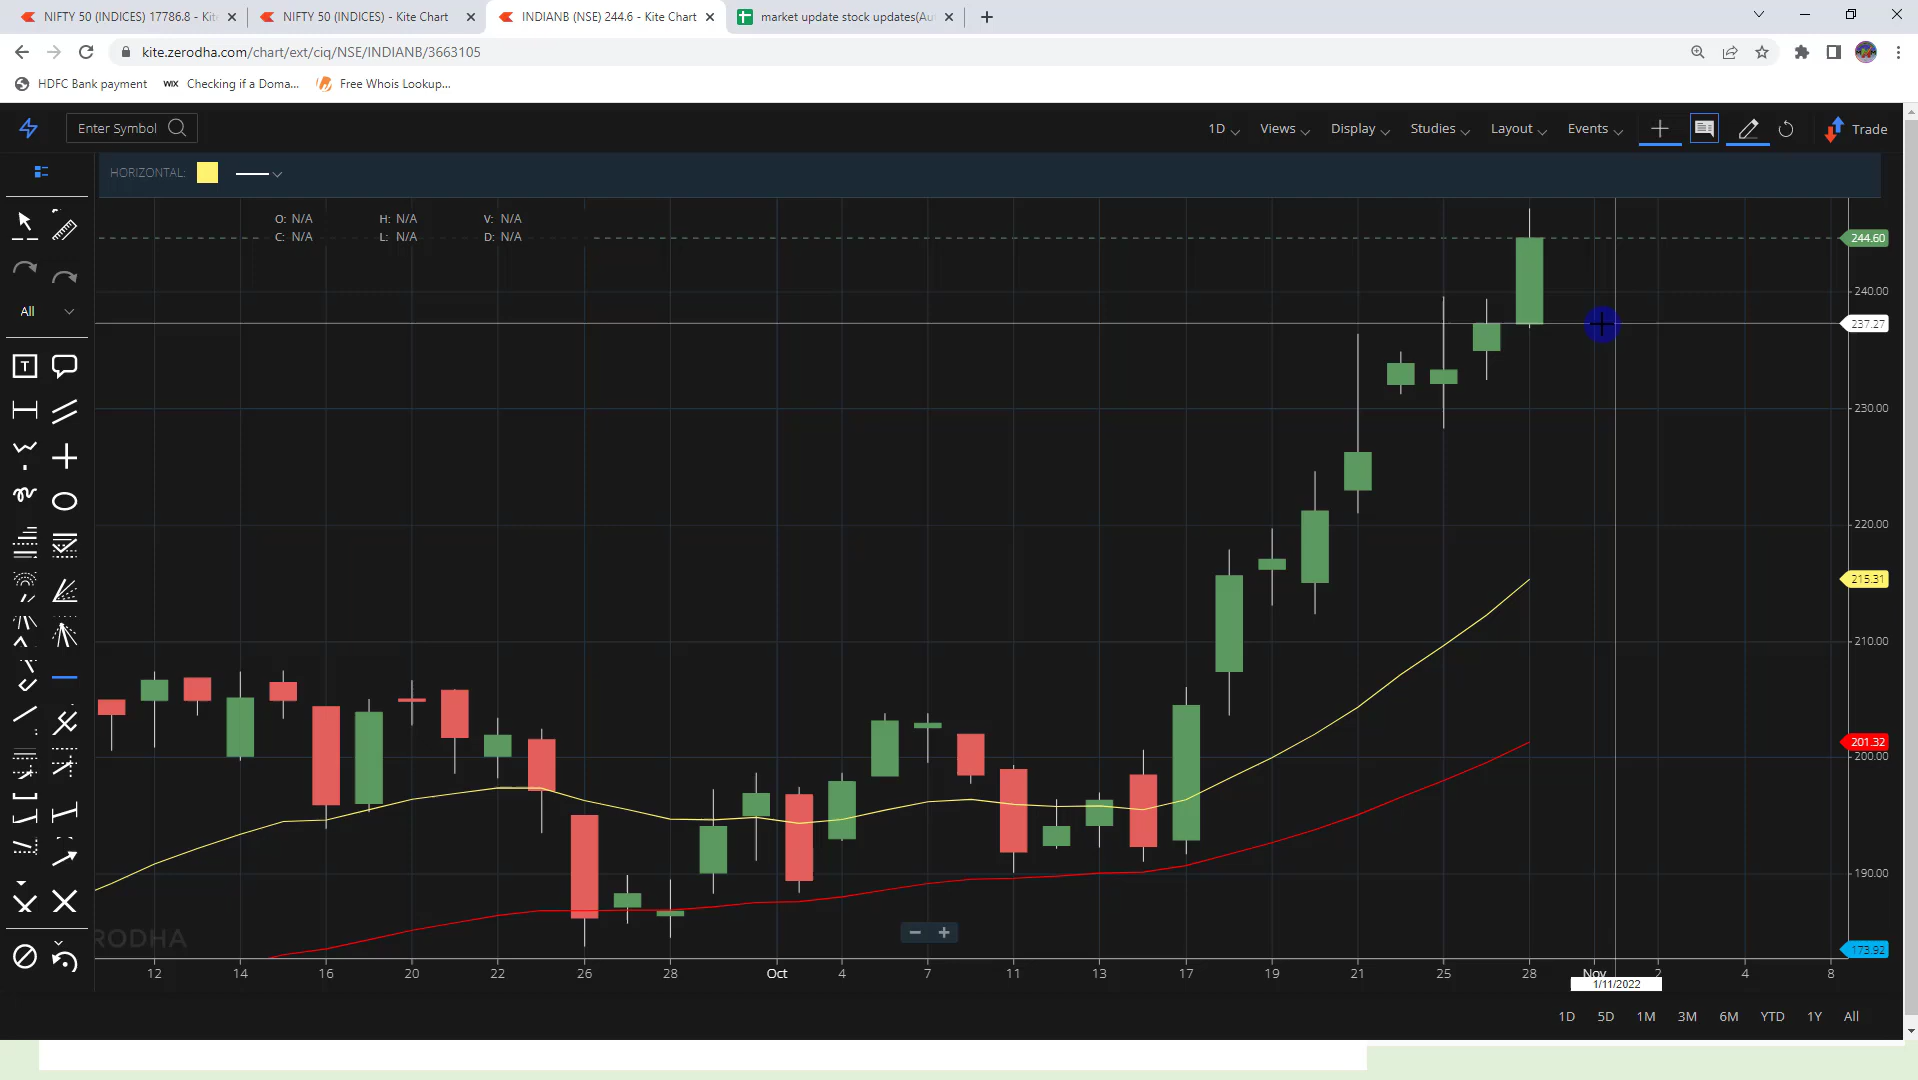 NIFTY 50 (INDICES) 17786.8 - Kit
NIFTY 50 (INDICES) - Kite Chart
INDIANB (NSE) 244.6 - Kite Chart
market update stock updates(Au
kite.zerodha.com/chart/ext/ciq/NSE/INDIANB/3663105
HDFC Bank payment
WIX Checking if a Doma...
Free Whois Lookup...
Enter Symbol
1D Views Display Studies Layout Events Trade
HORIZONTAL:
O: N/A H: N/A V: N/A
C: N/A L: N/A D: N/A
244.60
240.00
All
237.27
T
230.00
220.00
215.31
210.00
201.32
200.00
190.00
RODHA
173.92
12 14 16 20 22 26 28 Oct 4 7 11 13 17 19 21 25 28 Nov 2 4 8
1/11/2022
1D 5D 1M 3M 6M YTD 1Y All